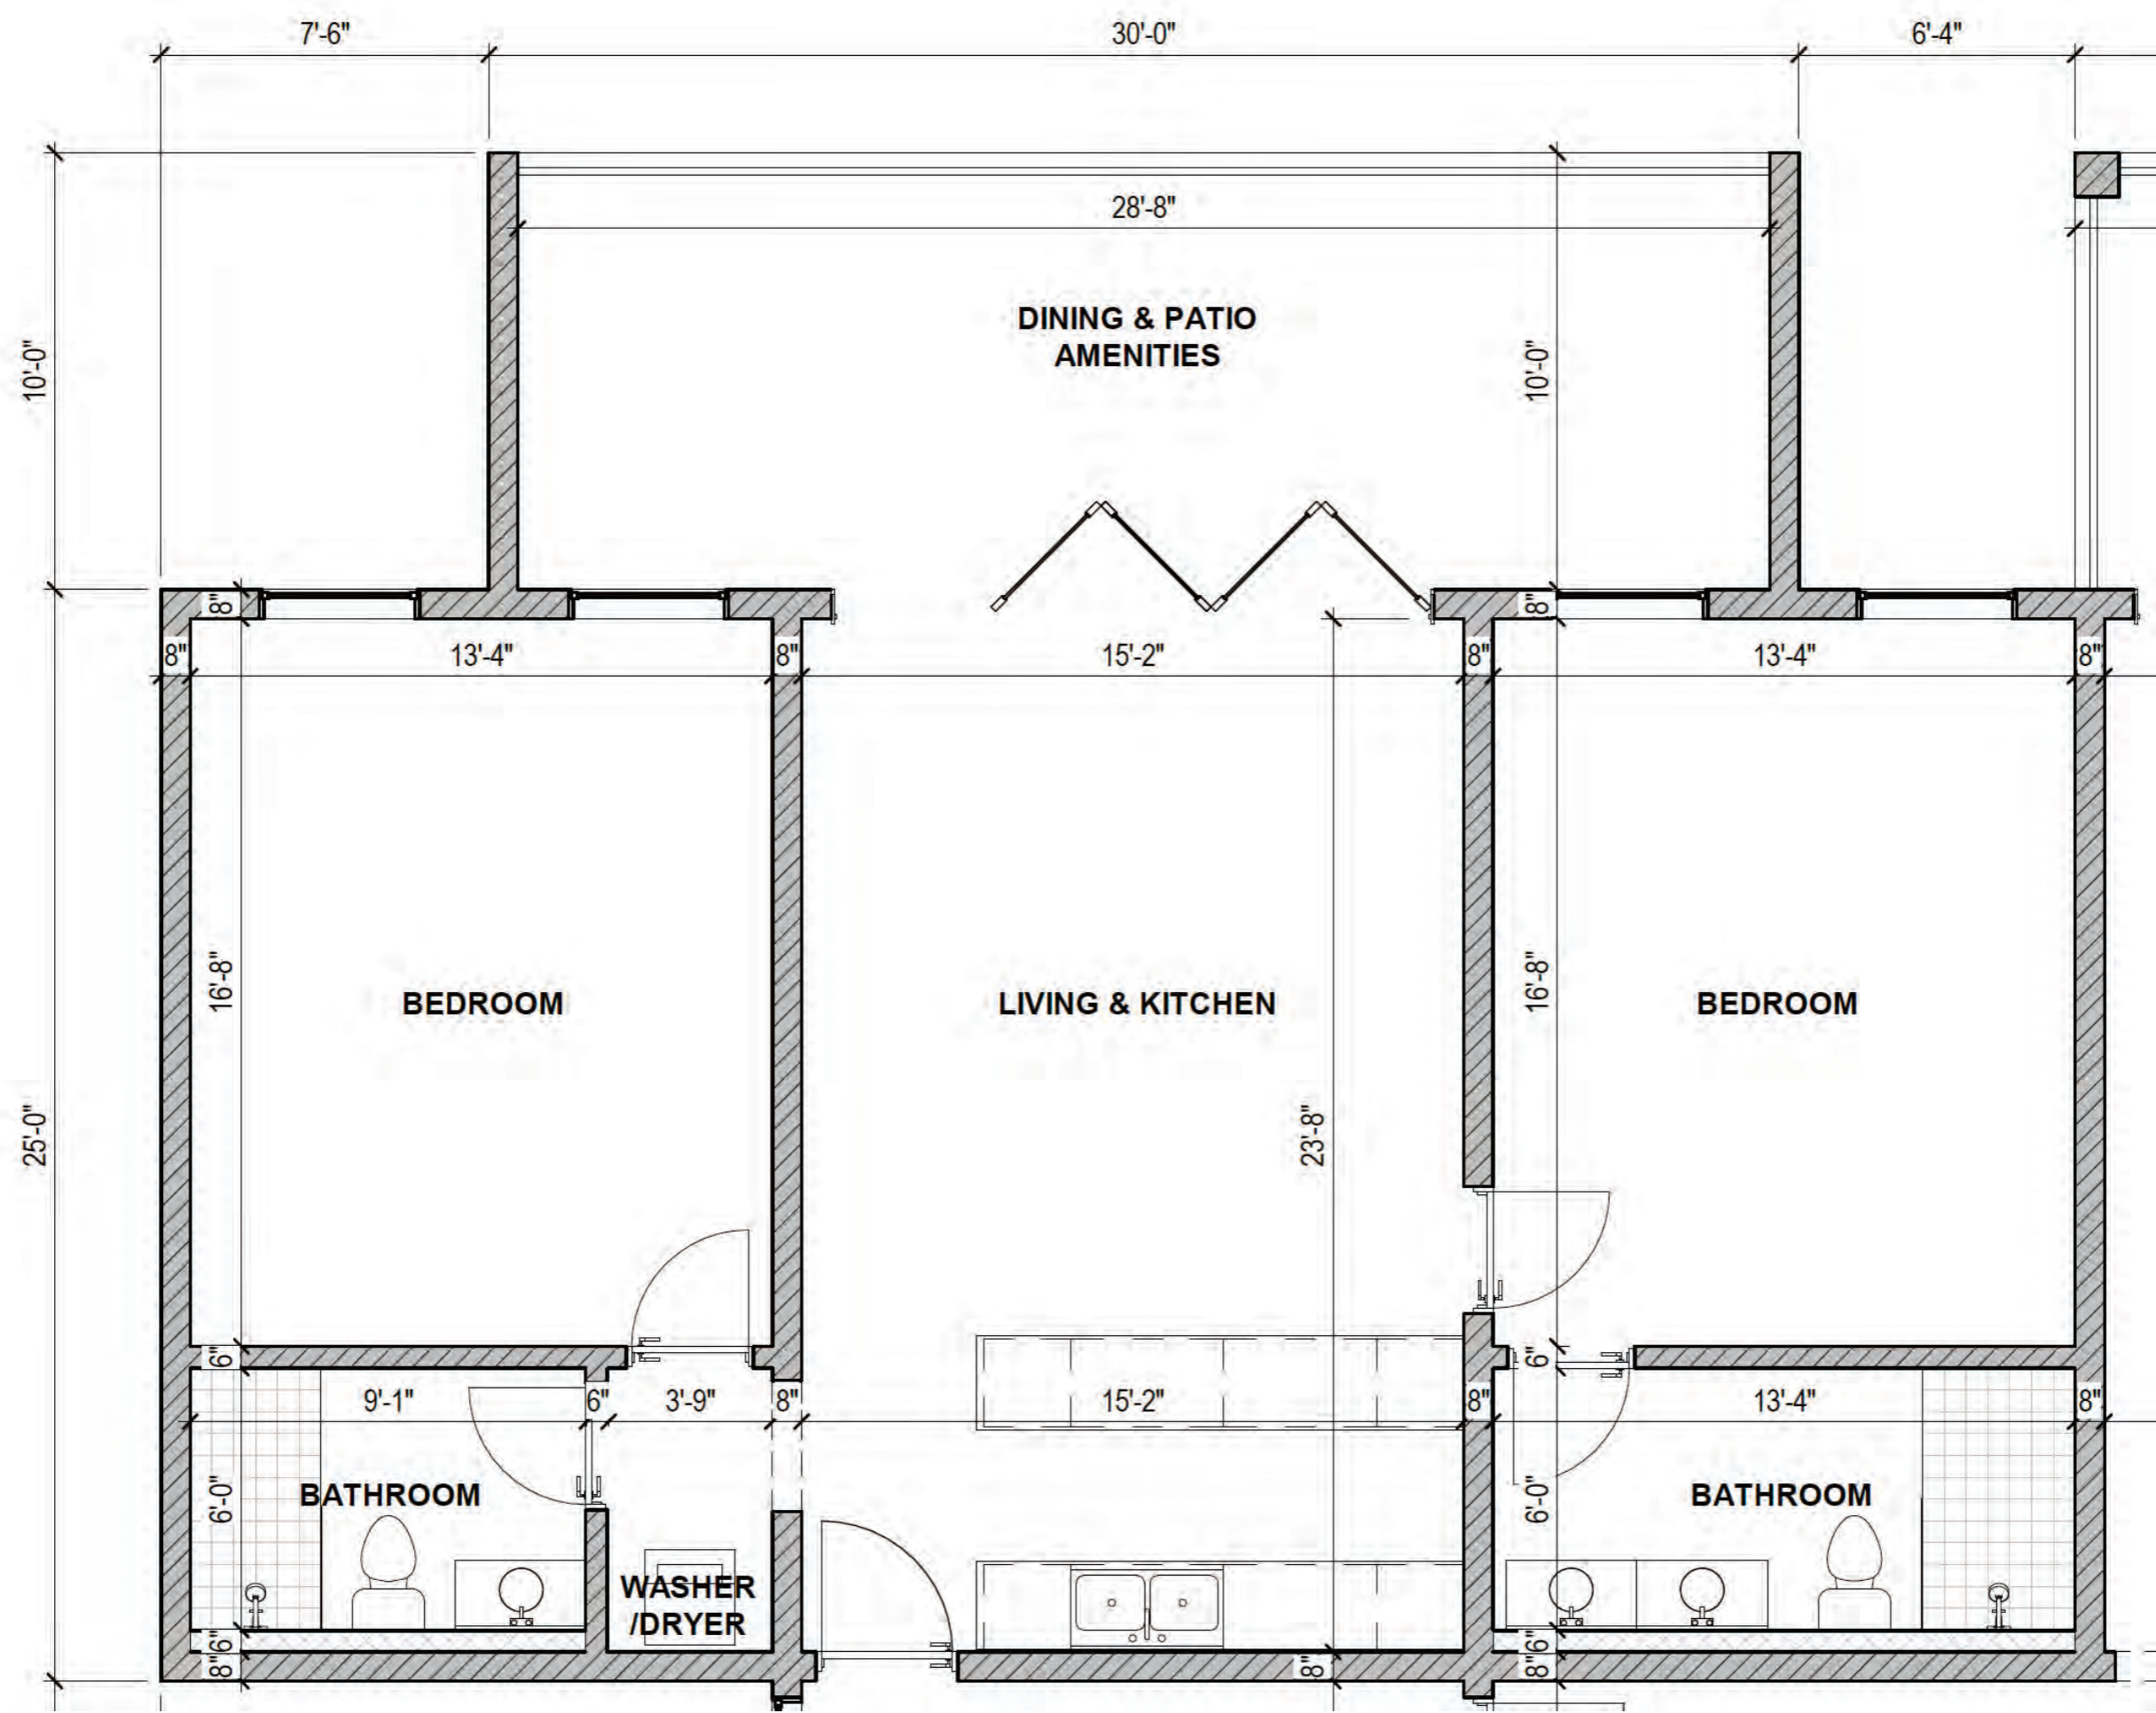 7'-6" 30'-0" 6'-4"
28'-8"
DINING & PATIO
AMENITIES
10'-0" 10'-0"
8" 8"
8" 13'-4" 8" 15'-2" 8" 13'-4" 8"
16'-8" 16'-8"
BEDROOM LIVING & KITCHEN BEDROOM
25'-0" 23'-8"
6" 6"
9'-1" 6" 3'-9" 8" 15'-2" 8" 13'-4" 8"
6'-0" 6'-0"
BATHROOM BATHROOM
WASHER
/DRYER
6" 6"
8" 8" 8"